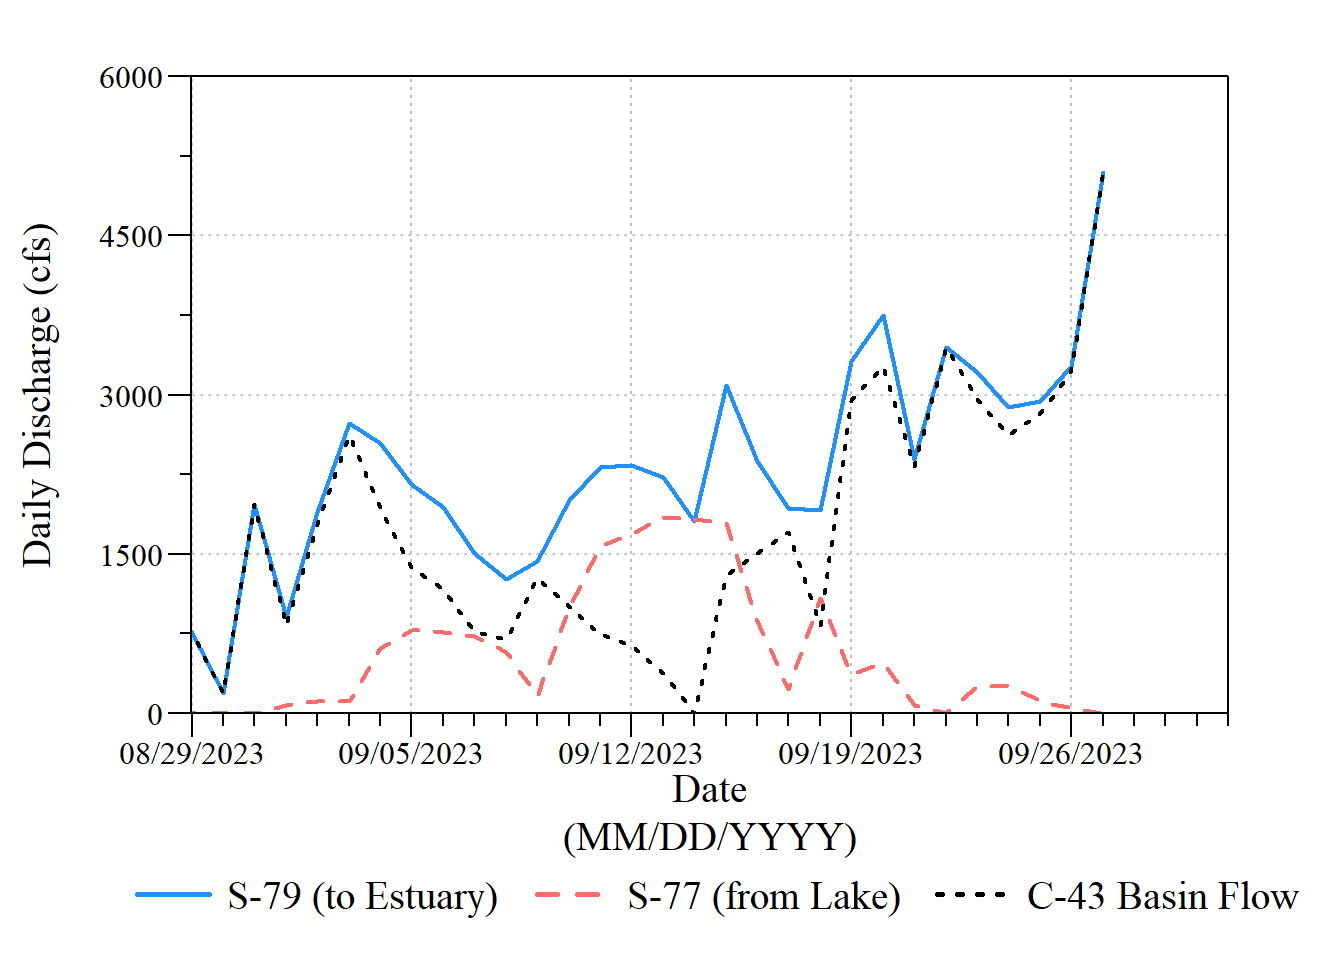 6000
4500
3000
1500
0
Daily Discharge (cfs)
08/29/2023 09/05/2023 09/12/2023 09/19/2023 09/26/2023
Date
(MM/DD/YYYY)
S-79 (to Estuary) S-77 (from Lake) C-43 Basin Flow